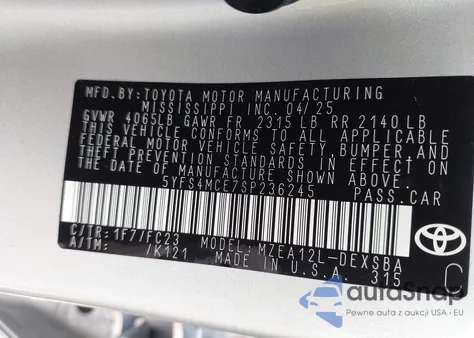 MFD. BY: TOYOTA MOTOR MANUFACTURING
MISSISSIPPI INC. 04/25
GVWR 4065LB GAWR FR 2315 LB RR 2140 LB
THIS VEHICLE CONFORMS TO ALL APPLICABLE
FEDERAL MOTOR VEHICLE SAFETY, BUMPER, AND
THEFT PREVENTION STANDARDS IN EFFECT ON
THE DATE OF MANUFACTURE SHOWN ABOVE.
5YFS4MCE7SP236245 PASS.CAR
C/TR: 1F7/FC23 MODEL: MZEA12L-DEXSBA
A/TM: /K121 MADE IN U.S.A. 315
TOYOTA
C
autoSnap
Pewne auta z aukcji USA i EU